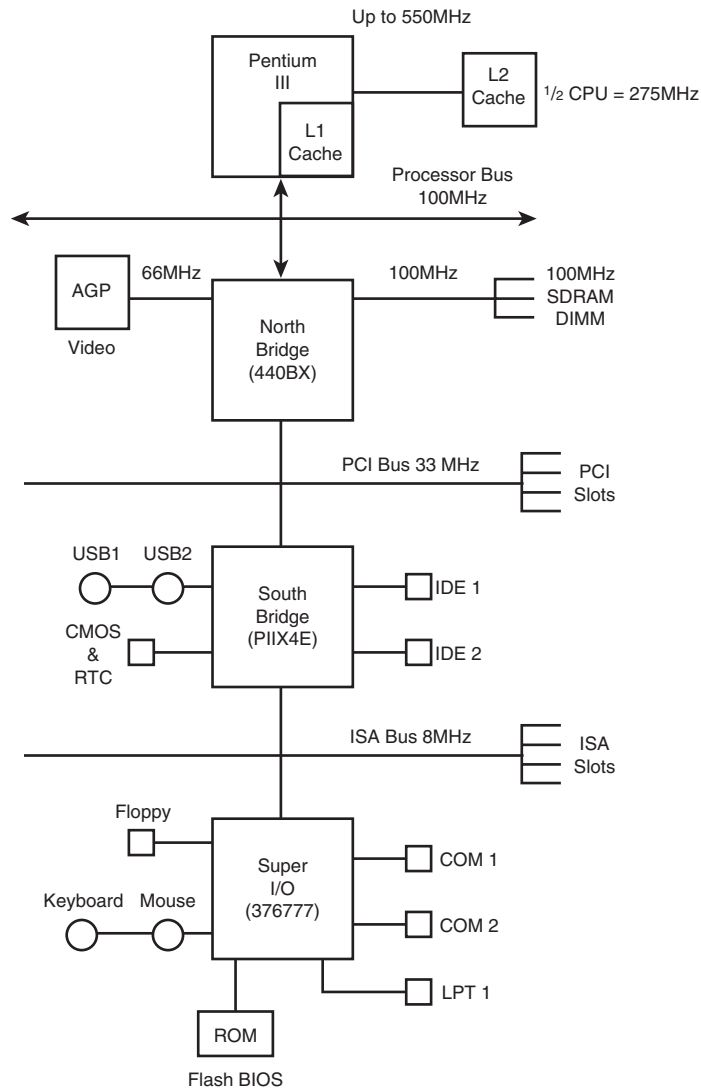 Up to 550MHz
Pentium
III
L1
Cache
L2
Cache
1/2 CPU = 275MHz
Processor Bus
100MHz
AGP
Video
66MHz
North
Bridge
(440BX)
100MHz
100MHz
SDRAM
DIMM
PCI Bus 33 MHz
PCI
Slots
USB1
USB2
CMOS
&
RTC
South
Bridge
(PIIX4E)
IDE 1
IDE 2
ISA Bus 8MHz
ISA
Slots
Floppy
Keyboard
Mouse
Super
I/O
(376777)
COM 1
COM 2
LPT 1
ROM
Flash BIOS